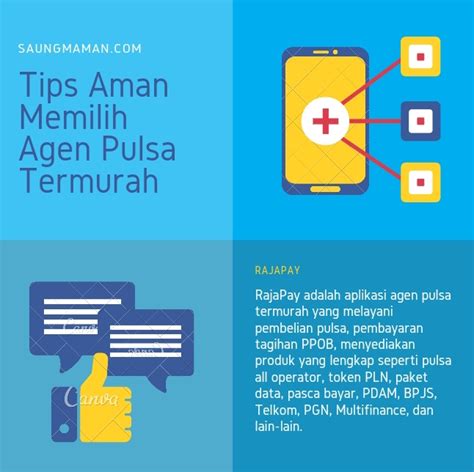 SAUNGMAMAN.COM
Tips Aman
Memilih
Agen Pulsa
Termurah
RAJAPAY
RajaPay adalah aplikasi agen pulsa
termurah yang melayani
pembelian pulsa, pembayaran
tagihan PPOB, menyediakan
produk yang lengkap seperti pulsa
all operator, token PLN, paket
data, pasca bayar, PDAM, BPJS,
Telkom, PGN, Multifinance, dan
lain-lain.
Canva